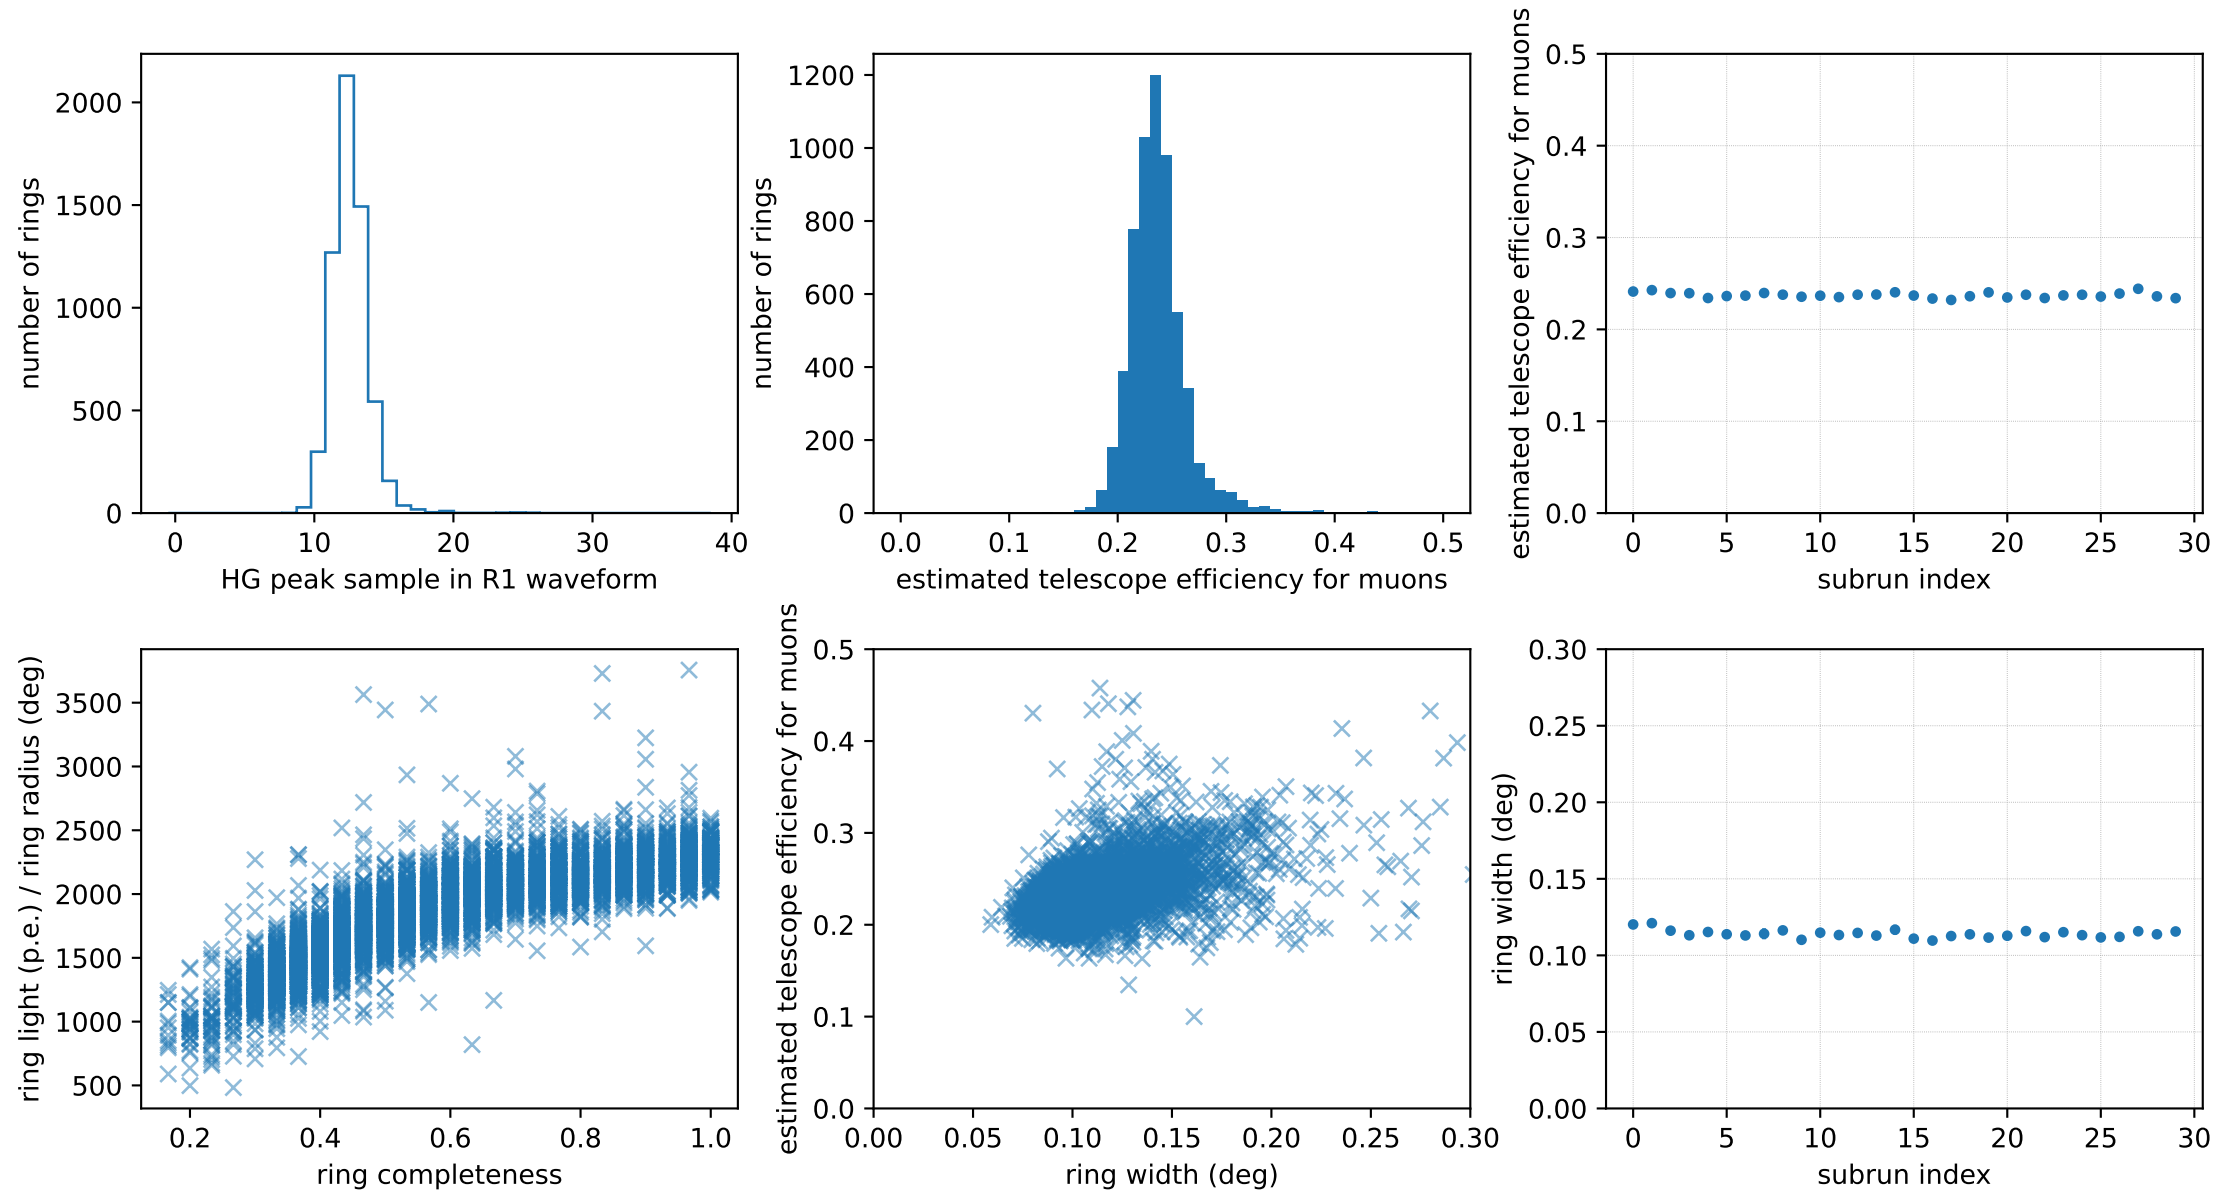 number of rings
2000
1500
1000
500
0
0 10 20 30 40
HG peak sample in R1 waveform
number of rings
1200
1000
800
600
400
200
0
0.0 0.1 0.2 0.3 0.4 0.5
estimated telescope efficiency for muons
estimated telescope efficiency for muons
0.5
0.4
0.3
0.2
0.1
0.0
0 5 10 15 20 25 30
subrun index
ring light (p.e.) / ring radius (deg)
3500
3000
2500
2000
1500
1000
500
0.2 0.4 0.6 0.8 1.0
ring completeness
estimated telescope efficiency for muons
0.5
0.4
0.3
0.2
0.1
0.0
0.00 0.05 0.10 0.15 0.20 0.25 0.30
ring width (deg)
ring width (deg)
0.30
0.25
0.20
0.15
0.10
0.05
0.00
0 5 10 15 20 25 30
subrun index